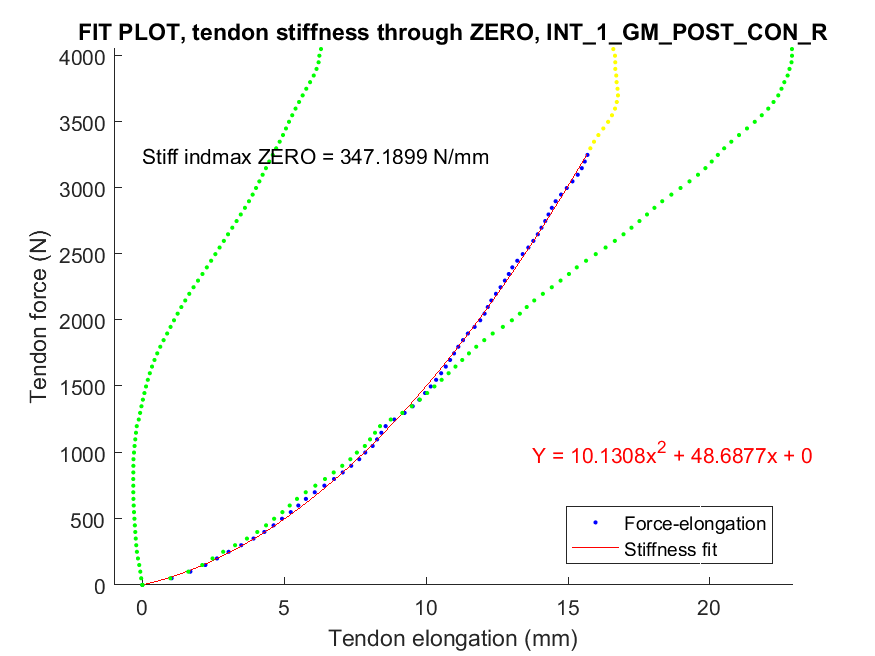 FIT PLOT, tendon stiffness through ZERO, INT_1_GM_POST_CON_R
4000
3500
Stiff indmax ZERO = 347.1899 N/mm
3000
2500
Tendon force (N)
2000
1500
1000
Y = 10.1308x² + 48.6877x + 0
500
Force-elongation
Stiffness fit
0
0 5 10 15 20
Tendon elongation (mm)